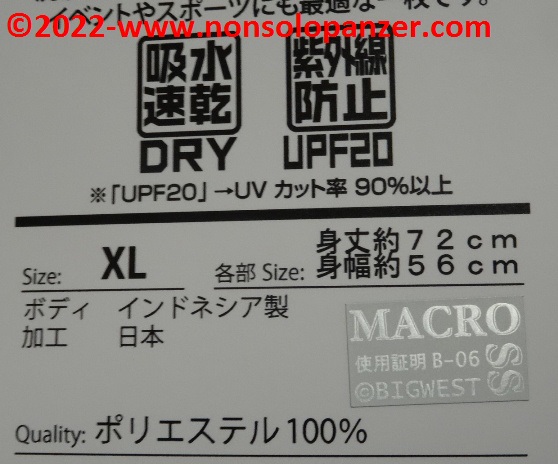 イベントやスポーツにも最適な一枚です。
©2022-www.nonsolopanzer.com
吸水
速乾
DRY
紫外線
防止
UPF20
※「UPF20」→UV カット率 90%以上
Size: XL
各部 Size: 身丈約72cm
身幅約56cm
ボディ インドネシア製
加工 日本
MACROSS
使用証明 B-06
©BIGWEST
Quality: ポリエステル100%